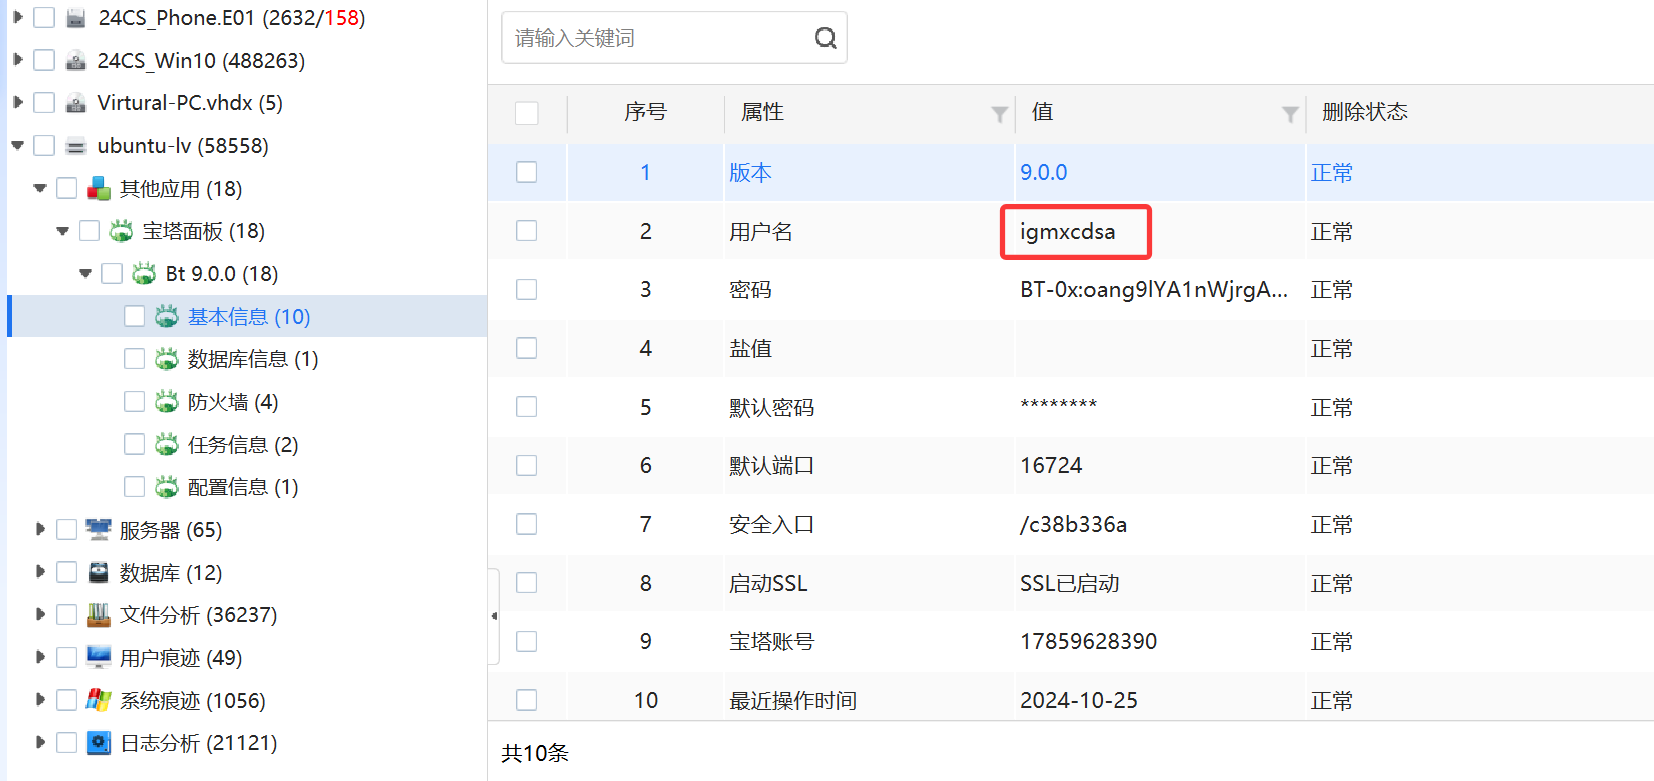 24CS_Phone.E01 (2632/158)
24CS_Win10 (488263)
Virtural-PC.vhdx (5)
ubuntu-lv (58558)
其他应用 (18)
宝塔面板 (18)
Bt 9.0.0 (18)
基本信息 (10)
数据库信息 (1)
防火墙 (4)
任务信息 (2)
配置信息 (1)
服务器 (65)
数据库 (12)
文件分析 (36237)
用户痕迹 (49)
系统痕迹 (1056)
日志分析 (21121)
请输入关键词
序号 属性 值 删除状态
1 版本 9.0.0 正常
2 用户名 igmxcdsa 正常
3 密码 BT-0x:oang9lYA1nWjrgA... 正常
4 盐值 正常
5 默认密码 ******** 正常
6 默认端口 16724 正常
7 安全入口 /c38b336a 正常
8 启动SSL SSL已启动 正常
9 宝塔账号 17859628390 正常
10 最近操作时间 2024-10-25 正常
共10条